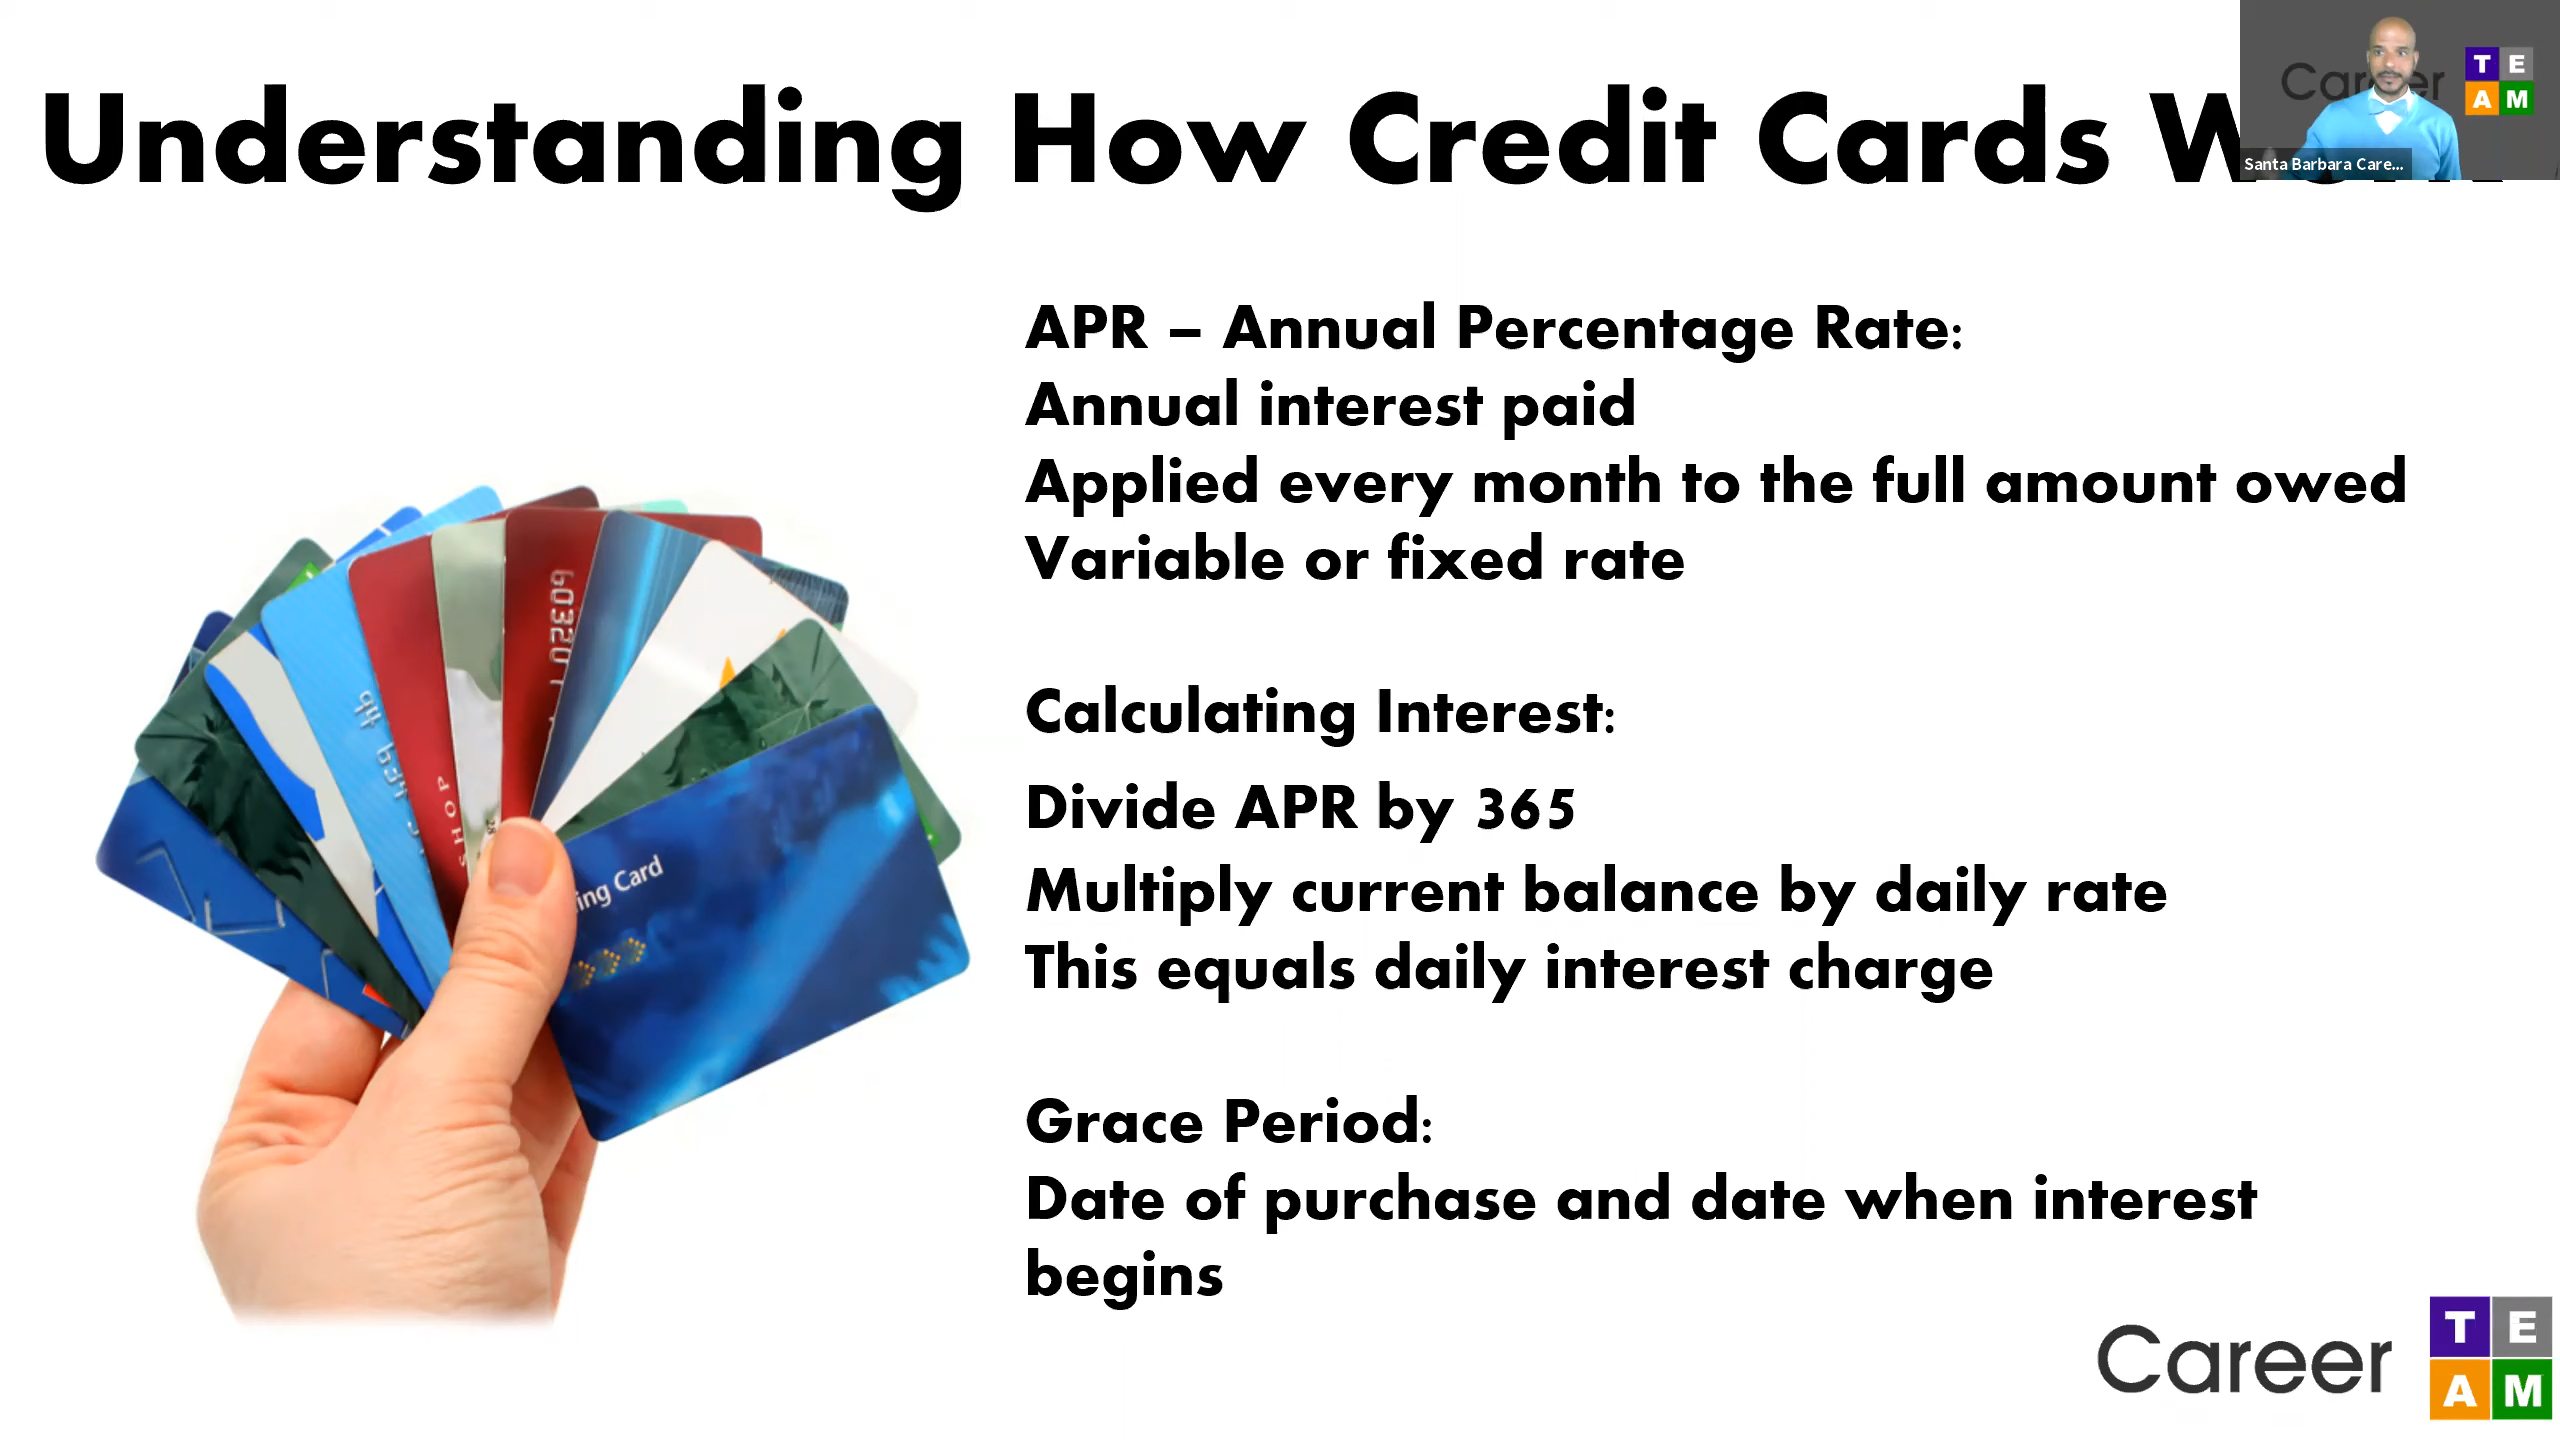 Understanding How Credit Cards
Career
T E
A M
Santa Barbara Care...
APR – Annual Percentage Rate:
Annual interest paid
Applied every month to the full amount owed
Variable or fixed rate
Calculating Interest:
Divide APR by 365
Multiply current balance by daily rate
This equals daily interest charge
Grace Period:
Date of purchase and date when interest
begins
60320
SHOP
ing Card
Career
T E
A M